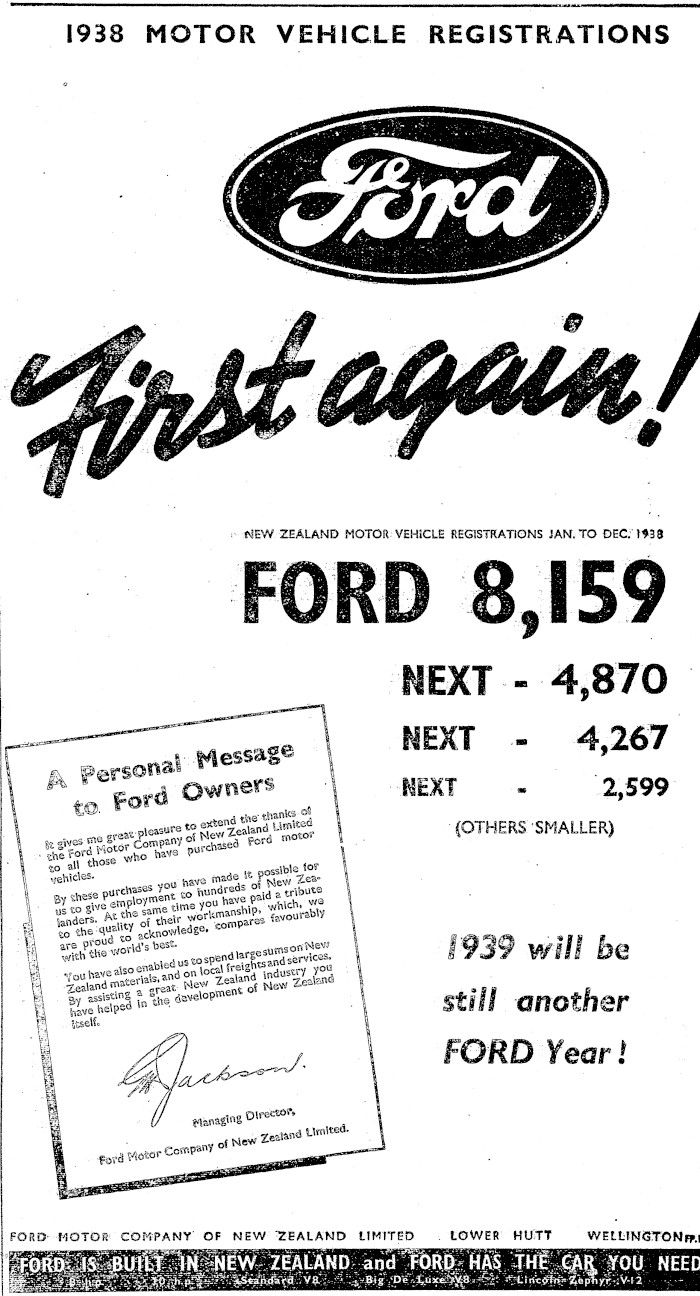 1938 MOTOR VEHICLE REGISTRATIONS
Ford
First again!
NEW ZEALAND MOTOR VEHICLE REGISTRATIONS JAN. TO DEC. 1938
FORD 8,159
NEXT - 4,870
NEXT - 4,267
NEXT - 2,599
(OTHERS SMALLER)
A Personal Message
to Ford Owners
It gives me great pleasure to extend the thanks of
the Ford Motor Company of New Zealand Limited
to all those who have purchased Ford motor
vehicles.
By these purchases you have made it possible for
us to give employment to hundreds of New Zea-
landers. At the same time you have paid a tribute
to the quality of their workmanship, which, we
are proud to acknowledge, compares favourably
with the world's best.
You have also enabled us to spend large sums on New
Zealand materials, and on local freights and services.
By assisting a great New Zealand industry you
have helped in the development of New Zealand
itself.
Jackson.
Managing Director,
Ford Motor Company of New Zealand Limited.
1939 will be
still another
FORD Year!
FORD MOTOR COMPANY OF NEW ZEALAND LIMITED LOWER HUTT WELLINGTON
FORD IS BUILT IN NEW ZEALAND and FORD HAS THE CAR YOU NEED
10 h.p. Standard V8 Big De Luxe V8 Lincoln-Zephyr V-12